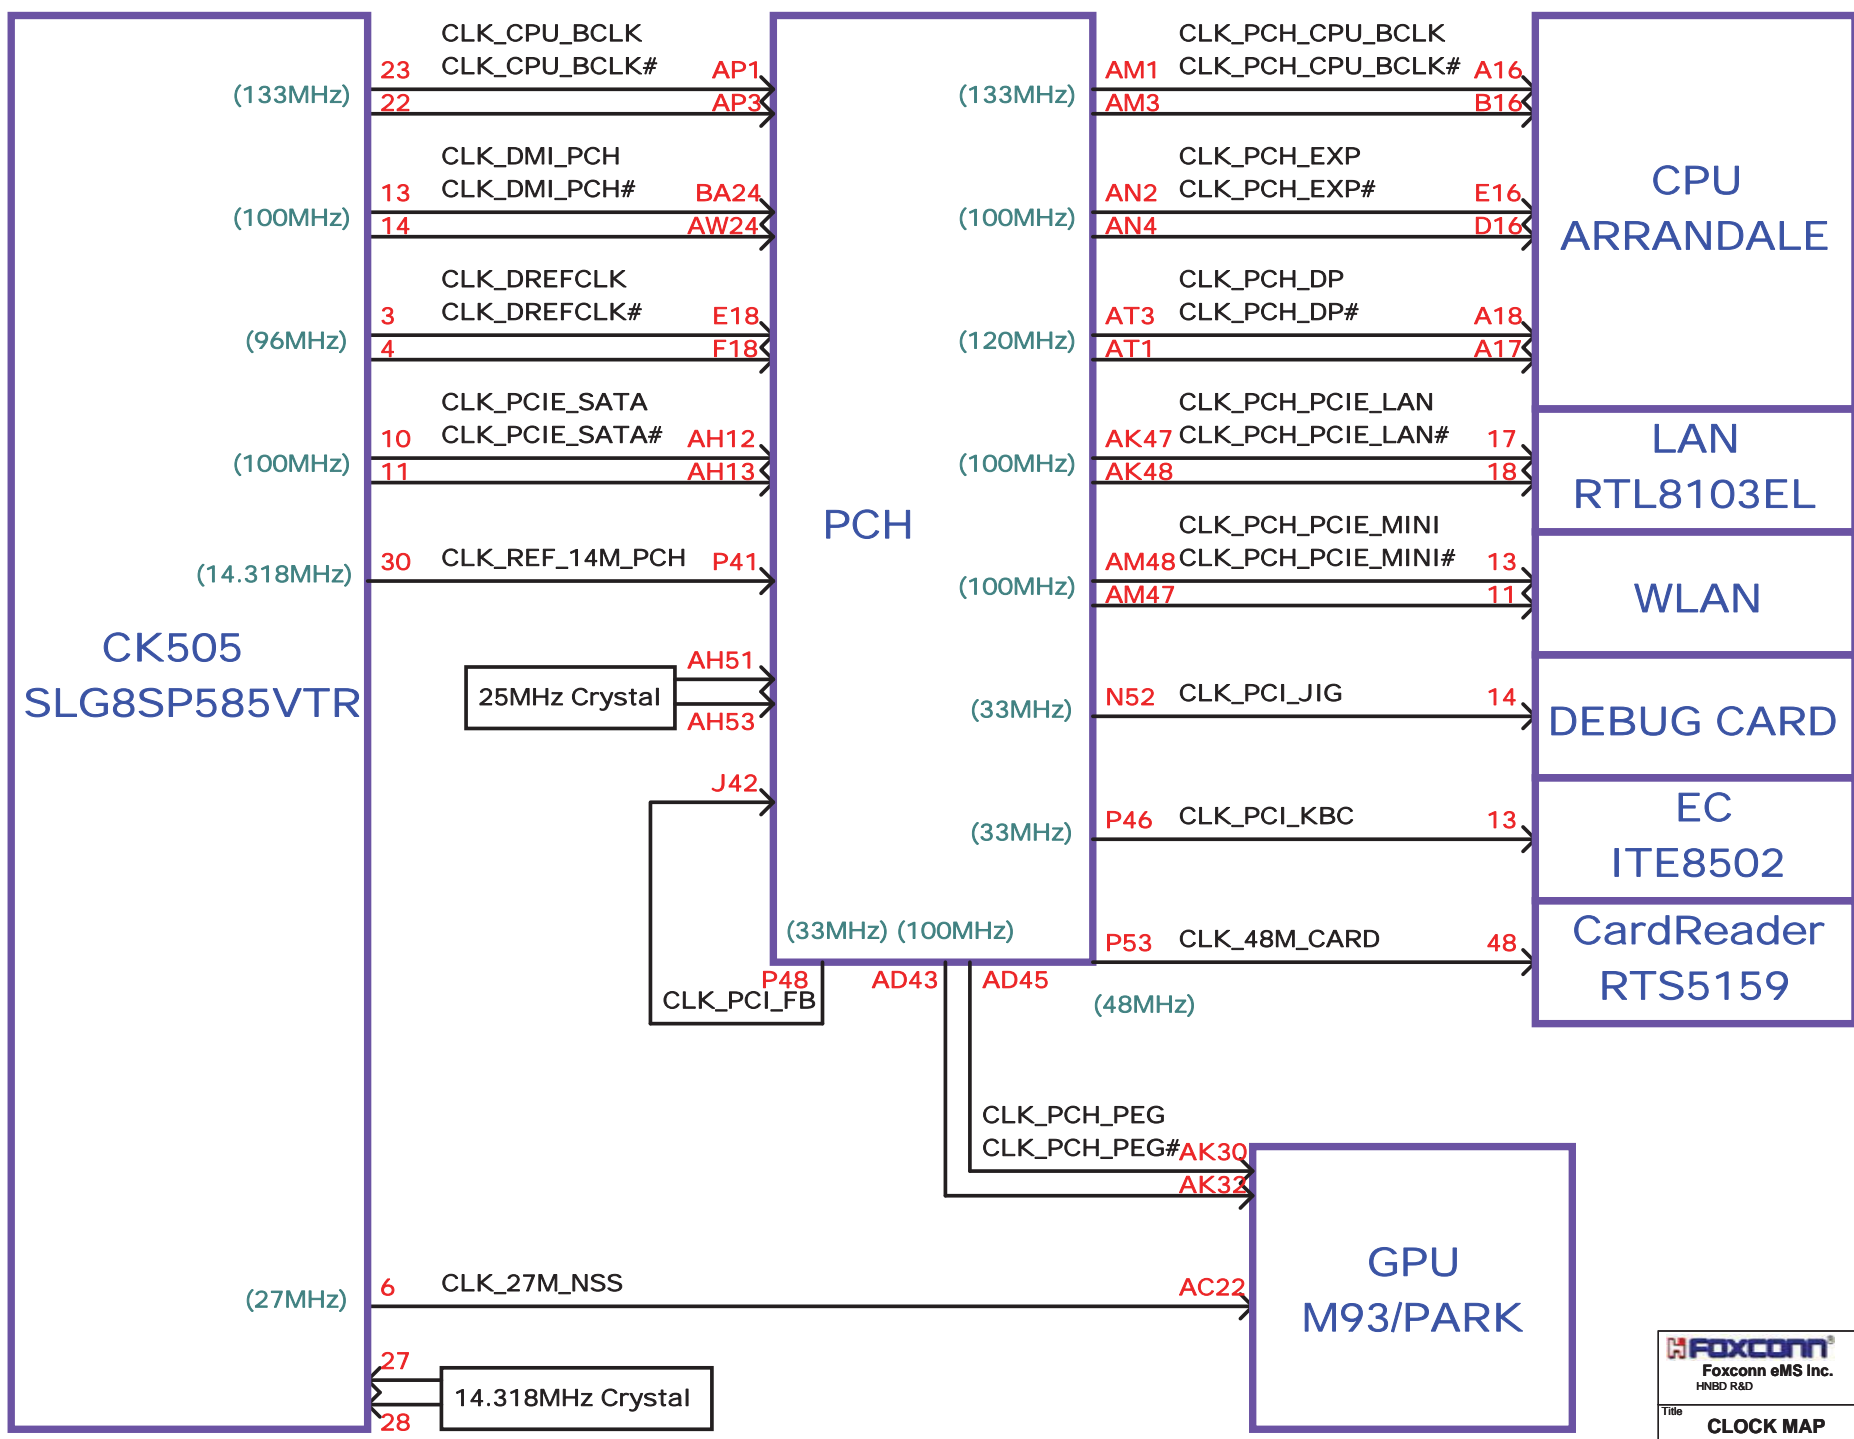 CLK_CPU_BCLK
CLK_CPU_BCLK#
23
AP1
(133MHz)
22
AP3
CLK_DMI_PCH
CLK_DMI_PCH#
13
BA24
(100MHz)
14
AW24
CLK_DREFCLK
CLK_DREFCLK#
3
E18
(96MHz)
4
F18
CLK_PCIE_SATA
CLK_PCIE_SATA#
10
AH12
(100MHz)
11
AH13
30
CLK_REF_14M_PCH
P41
(14.318MHz)
CK505
SLG8SP585VTR
AH51
25MHz Crystal
AH53
J42
PCH
CLK_PCH_CPU_BCLK
CLK_PCH_CPU_BCLK#
AM1
A16
(133MHz)
AM3
B16
CLK_PCH_EXP
CLK_PCH_EXP#
AN2
E16
(100MHz)
AN4
D16
CLK_PCH_DP
CLK_PCH_DP#
AT3
A18
(120MHz)
AT1
A17
CPU
ARRANDALE
CLK_PCH_PCIE_LAN
AK47
CLK_PCH_PCIE_LAN#
17
(100MHz)
AK48
18
LAN
RTL8103EL
CLK_PCH_PCIE_MINI
AM48
CLK_PCH_PCIE_MINI#
13
(100MHz)
AM47
11
WLAN
N52
CLK_PCI_JIG
14
(33MHz)
DEBUG CARD
P46
CLK_PCI_KBC
13
(33MHz)
EC
ITE8502
P53
CLK_48M_CARD
48
(48MHz)
CardReader
RTS5159
(33MHz) (100MHz)
P48
AD43
AD45
CLK_PCI_FB
CLK_PCH_PEG
CLK_PCH_PEG#
AK30
AK32
GPU
M93/PARK
(27MHz)
6
CLK_27M_NSS
AC22
27
14.318MHz Crystal
28
FOXCONN®
Foxconn eMS Inc.
HNBD R&D
Title
CLOCK MAP